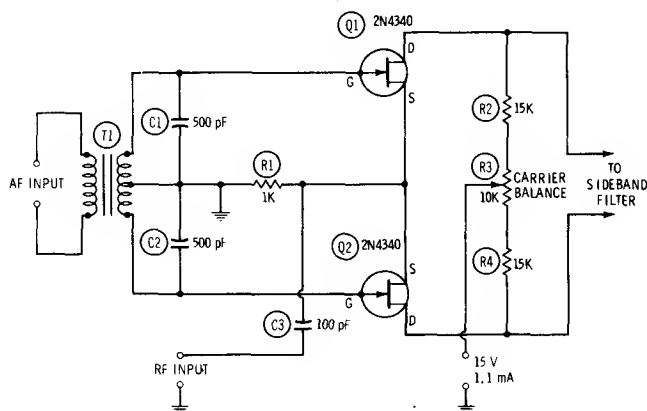 Q1 2N4340
D
G
S
T1
C1 500 pF
R2 15K
AF INPUT
R1
1K
R3 CARRIER
10K BALANCE
TO
SIDEBAND
FILTER
C2 500 pF
Q2 2N4340
S
R4 15K
G
D
C3 100 pF
RF INPUT
15 V
1.1 mA